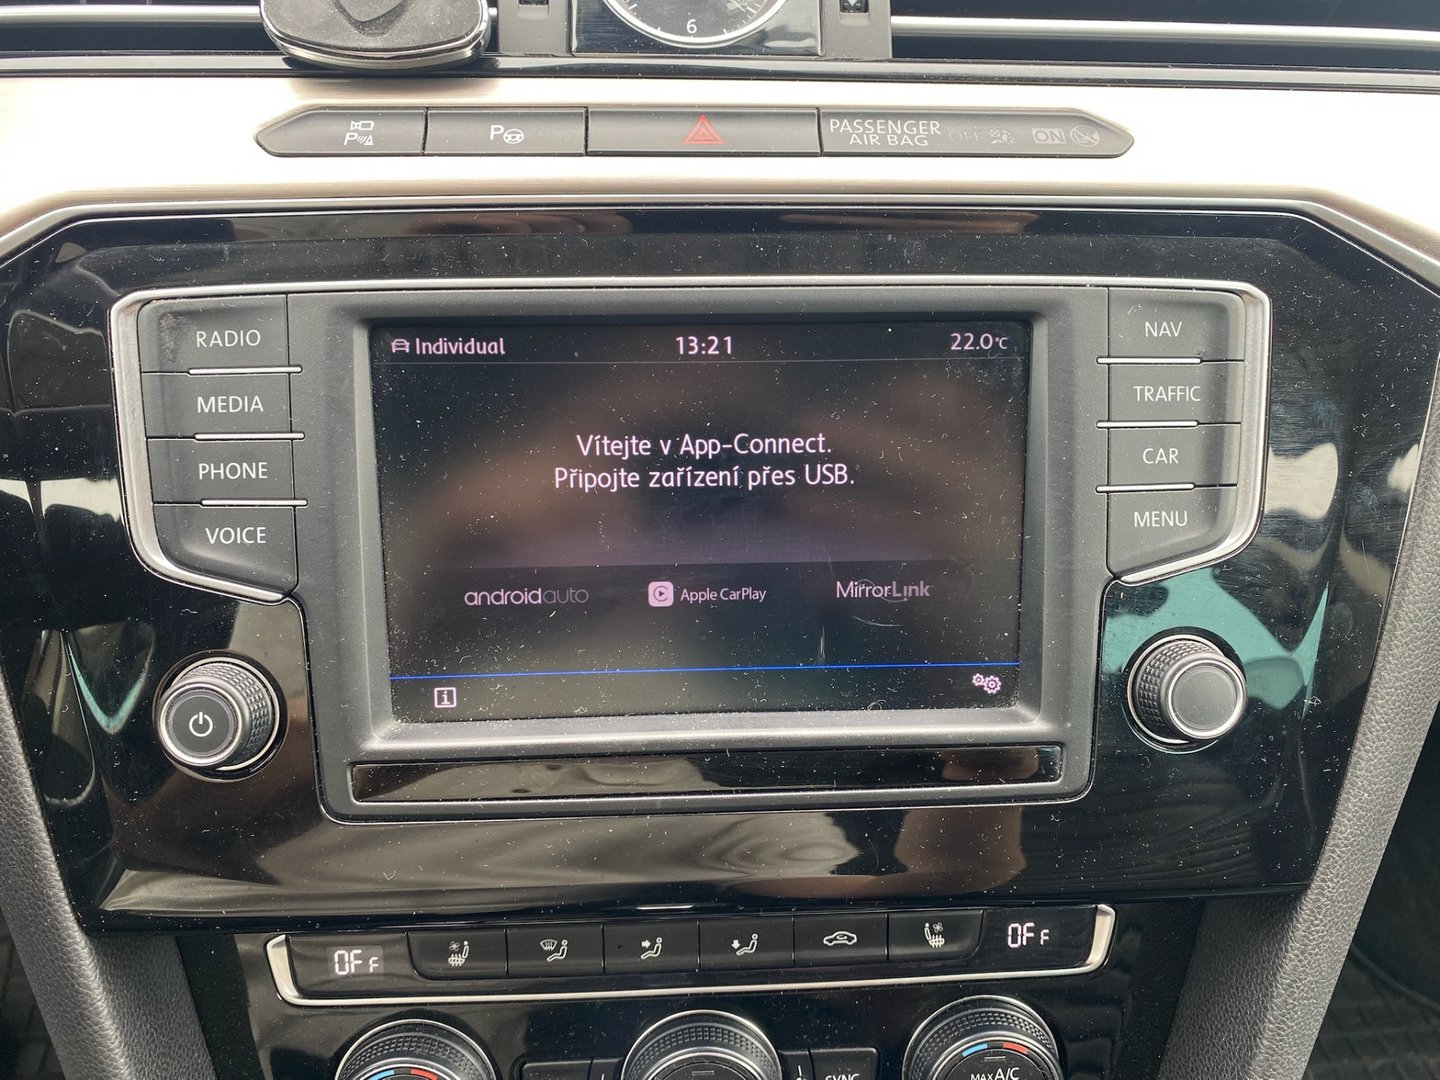 6
P
P
PASSENGER
AIR BAG OFF ON
RADIO
MEDIA
PHONE
VOICE
Individual 13:21 22.0°C
Vítejte v App-Connect.
Připojte zařízení přes USB.
androidauto Apple CarPlay MirrorLink
i
NAV
TRAFFIC
CAR
MENU
OFF OFF
SYNC
MAX A/C